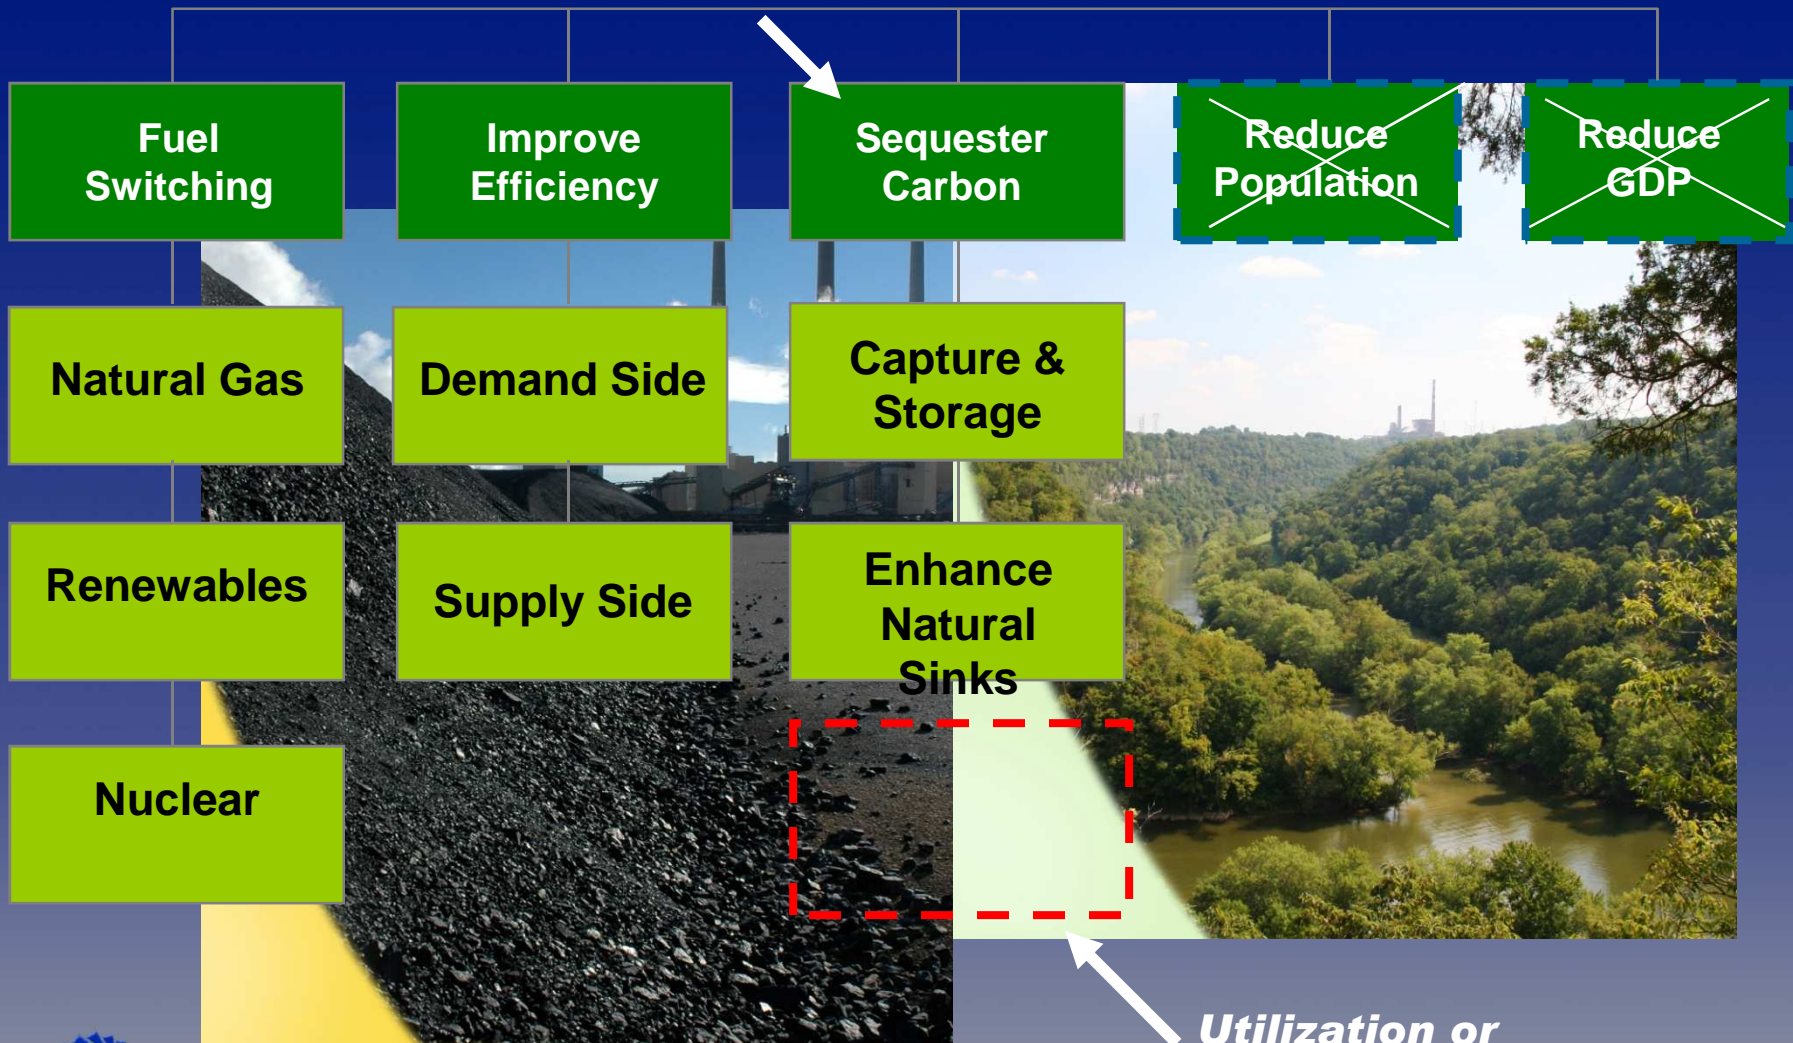 Fuel
Switching
Improve
Efficiency
Sequester
Carbon
Reduce
Population
Reduce
GDP
Natural Gas
Demand Side
Capture &
Storage
Renewables
Supply Side
Enhance
Natural
Sinks
Nuclear
Utilization or